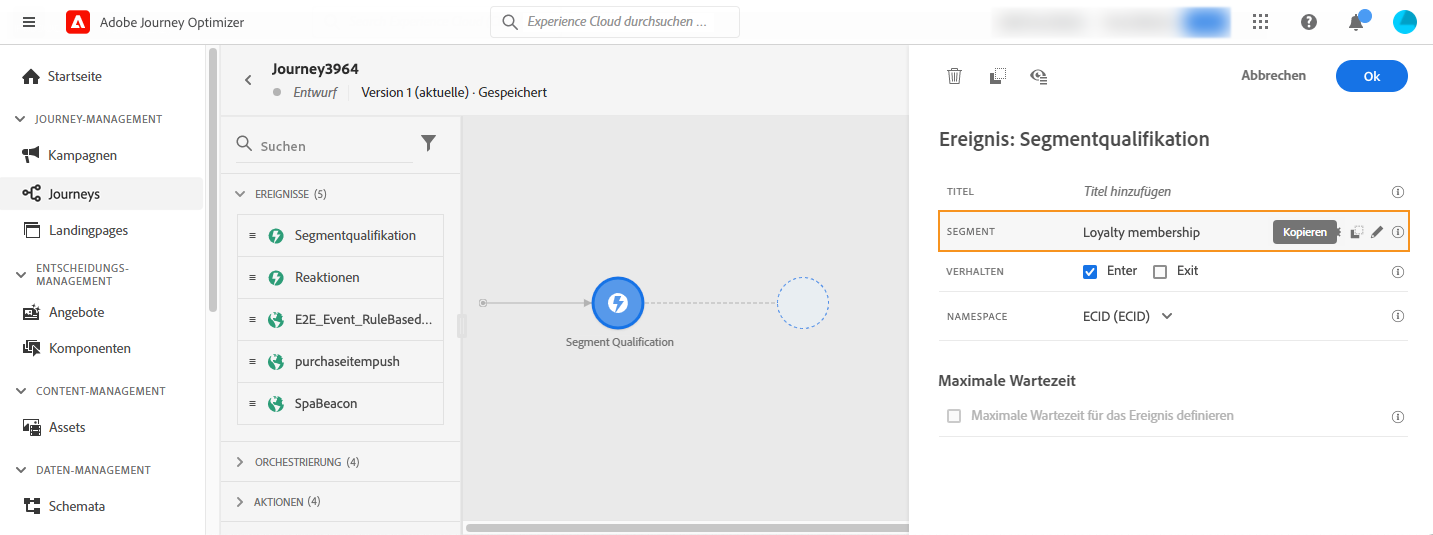 Adobe Journey Optimizer
Experience Cloud durchsuchen ...
Startseite
JOURNEY-MANAGEMENT
Kampagnen
Journeys
Landingpages
ENTSCHEIDUNGS-
MANAGEMENT
Angebote
Komponenten
CONTENT-MANAGEMENT
Assets
DATEN-MANAGEMENT
Schemata
Journey3964
Entwurf Version 1 (aktuelle) · Gespeichert
Suchen
EREIGNISSE (5)
Segmentqualifikation
Reaktionen
E2E_Event_RuleBased...
purchaseitempush
SpaBeacon
ORCHESTRIERUNG (4)
AKTIONEN (4)
Segment Qualification
Abbrechen Ok
Ereignis: Segmentqualifikation
TITEL Titel hinzufügen
SEGMENT Loyalty membership Kopieren
VERHALTEN Enter Exit
NAMESPACE ECID (ECID)
Maximale Wartezeit
Maximale Wartezeit für das Ereignis definieren